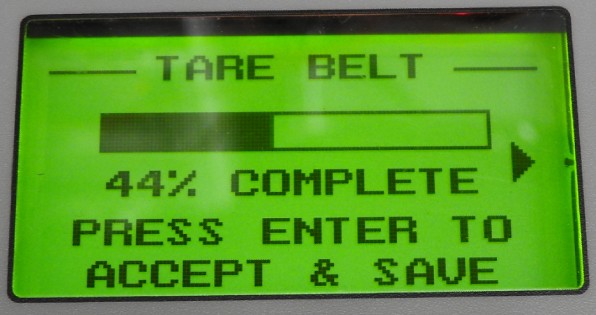 TARE BELT
44% COMPLETE
PRESS ENTER TO
ACCEPT & SAVE